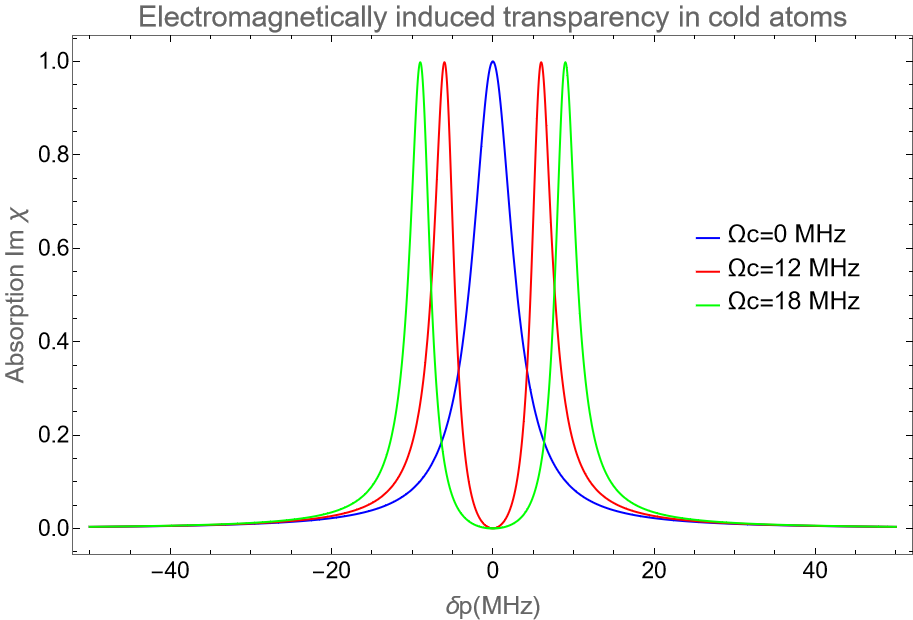 Electromagnetically induced transparency in cold atoms
1.0
0.8
0.6
0.4
0.2
0.0
Absorption Im χ
Ωc=0 MHz
Ωc=12 MHz
Ωc=18 MHz
−40 −20 0 20 40
δp(MHz)